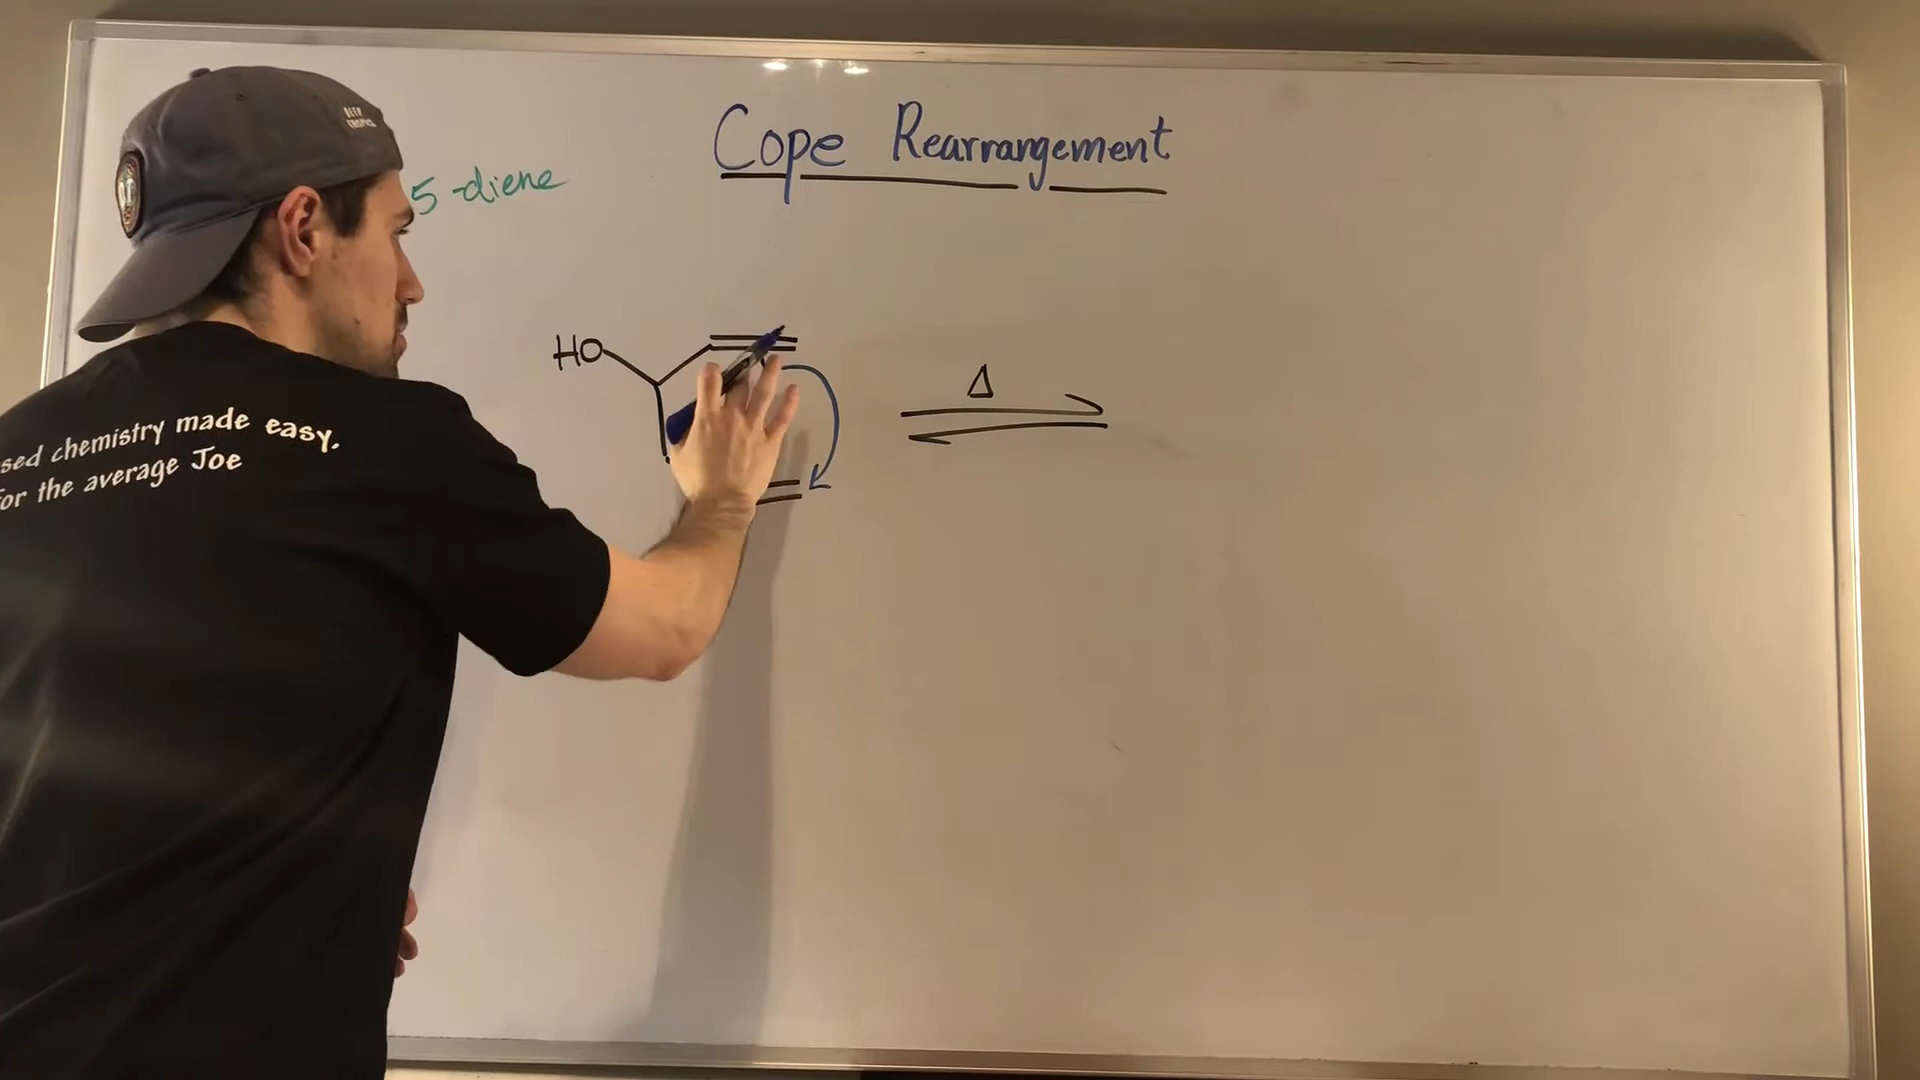 Cope Rearrangement
5-diene
HO
Δ
sed chemistry made easy,
for the average Joe